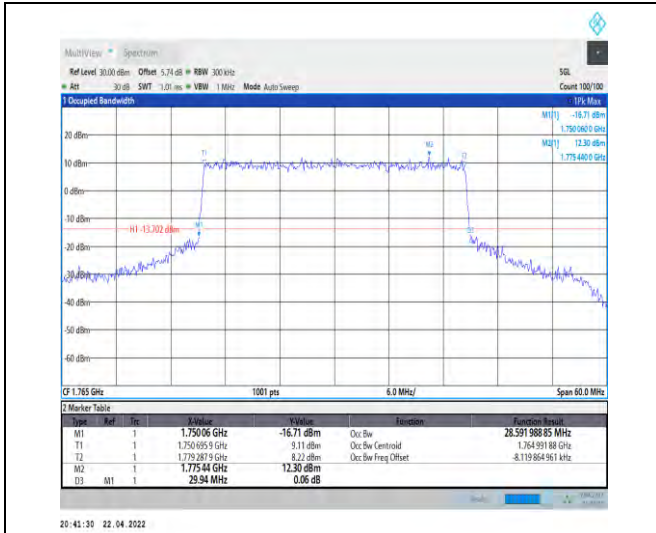 MultiView Spectrum
Ref Level 30.00 dBm Offset 5.74 dB RBW 300 kHz SGL
Att 30 dB SWT 1.01 ms VBW 1 MHz Mode Auto Sweep Count 100/100
1 Occupied Bandwidth 1Pk Max
M1[1] -16.71 dBm
1.750 060 0 GHz
M2[1] 12.30 dBm
1.775 440 0 GHz
20 dBm
M2
T1
T2
10 dBm
0 dBm
-10 dBm
H1 -13.702 dBm
M1
D3
-20 dBm
-30 dBm
-40 dBm
-50 dBm
-60 dBm
CF 1.765 GHz 1001 pts 6.0 MHz/ Span 60.0 MHz
2 Marker Table
Type Ref Trc X-Value Y-Value Function Function Result
M1 1 1.750 06 GHz -16.71 dBm Occ Bw 28.591 988 85 MHz
T1 1 1.750 695 9 GHz 9.11 dBm Occ Bw Centroid 1.764 991 88 GHz
T2 1 1.779 287 9 GHz 8.22 dBm Occ Bw Freq Offset -8.119 864 961 kHz
M2 1 1.775 44 GHz 12.30 dBm
D3 M1 1 29.94 MHz 0.06 dB
20:41:30 22.04.2022